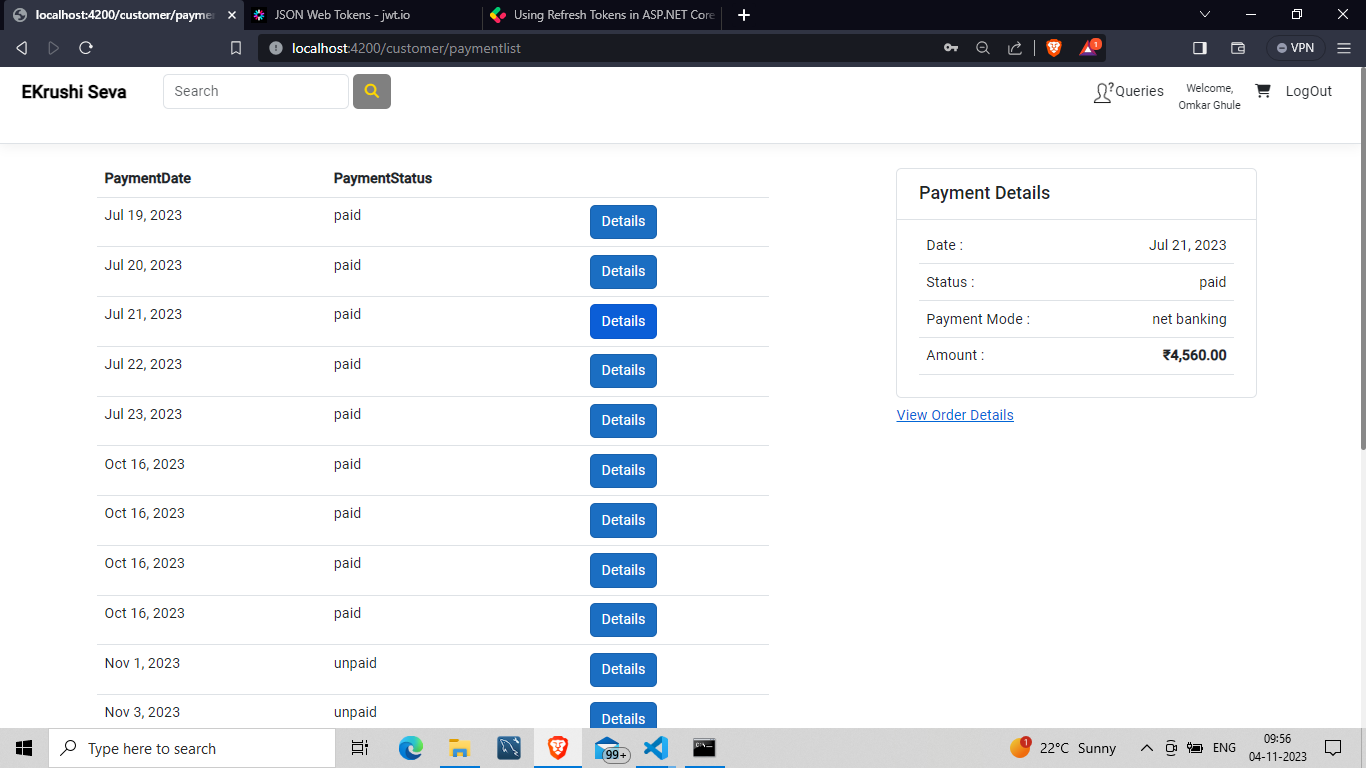 localhost:4200/customer/payme
JSON Web Tokens - jwt.io
Using Refresh Tokens in ASP.NET Core
localhost:4200/customer/paymentlist
1
VPN
EKrushi Seva
Search
Queries
Welcome,
Omkar Ghule
LogOut
PaymentDate PaymentStatus
Jul 19, 2023 paid Details
Jul 20, 2023 paid Details
Jul 21, 2023 paid Details
Jul 22, 2023 paid Details
Jul 23, 2023 paid Details
Oct 16, 2023 paid Details
Oct 16, 2023 paid Details
Oct 16, 2023 paid Details
Oct 16, 2023 paid Details
Nov 1, 2023 unpaid Details
Nov 3, 2023 unpaid Details
Payment Details
Date : Jul 21, 2023
Status : paid
Payment Mode : net banking
Amount : ₹4,560.00
View Order Details
Type here to search
99+
1
22°C Sunny
ENG
09:56
04-11-2023